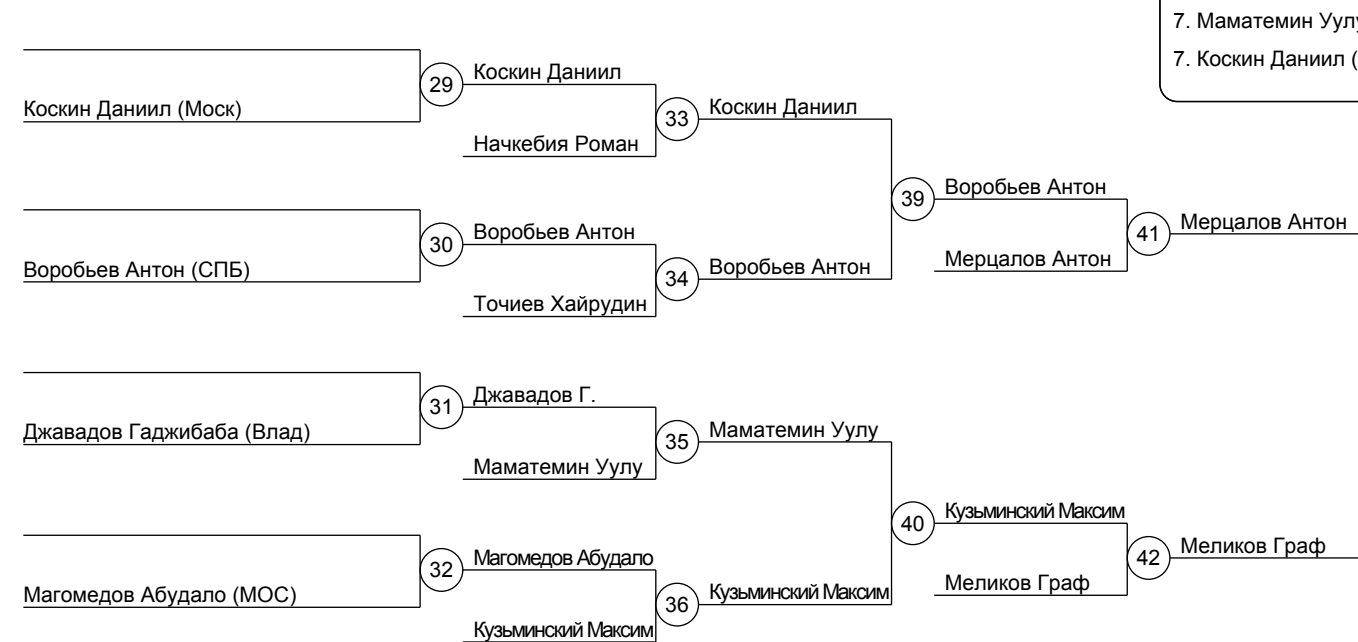 7. Маматемин Уулу
7. Коскин Даниил (
Коскин Даниил (Моск)
29
Коскин Даниил
Начкебия Роман
33
Коскин Даниил
Воробьев Антон (СПБ)
30
Воробьев Антон
Точиев Хайрудин
34
Воробьев Антон
39
Воробьев Антон
Мерцалов Антон
41
Мерцалов Антон
Джавадов Гаджибаба (Влад)
31
Джавадов Г.
Маматемин Уулу
35
Маматемин Уулу
Магомедов Абудало (МОС)
32
Магомедов Абудало
Кузьминский Максим
36
Кузьминский Максим
40
Кузьминский Максим
Меликов Граф
42
Меликов Граф